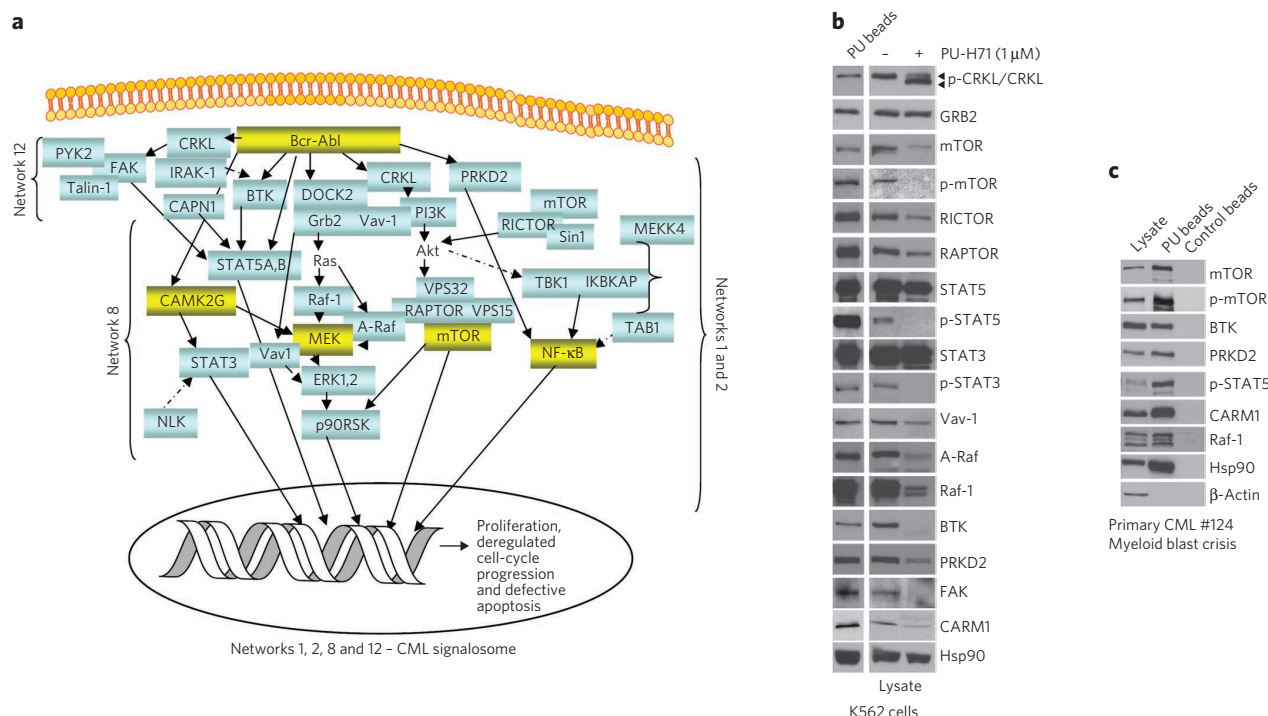 a
Network 12
PYK2
FAK
Talin-1
CRKL
IRAK-1
CAPN1
Bcr-Abl
BTK
DOCK2
CRKL
PRKD2
Grb2
Vav-1
PI3K
mTOR
RICTOR
Sin1
MEKK4
STAT5A,B
Ras
Akt
TBK1
IKBKAP
Network 8
CAMK2G
Raf-1
VPS32
RAPTOR
VPS15
A-Raf
MEK
mTOR
TAB1
NF-κB
STAT3
Vav1
ERK1,2
NLK
p90RSK
Networks 1 and 2
Proliferation,
deregulated
cell-cycle
progression
and defective
apoptosis
Networks 1, 2, 8 and 12 – CML signalosome
b
PU beads
– + PU-H71 (1 μM)
p-CRKL/CRKL
GRB2
mTOR
p-mTOR
RICTOR
RAPTOR
STAT5
p-STAT5
STAT3
p-STAT3
Vav-1
A-Raf
Raf-1
BTK
PRKD2
FAK
CARM1
Hsp90
Lysate
K562 cells
c
Lysate
PU beads
Control beads
mTOR
p-mTOR
BTK
PRKD2
p-STAT5
CARM1
Raf-1
Hsp90
β-Actin
Primary CML #124
Myeloid blast crisis